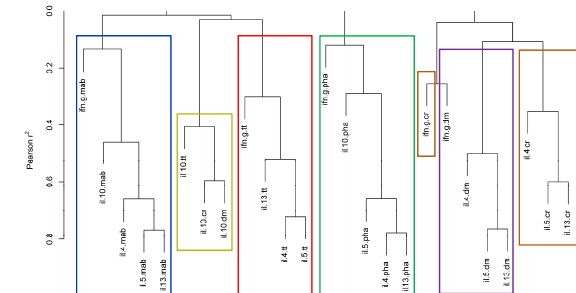 0.0
0.2
0.4
0.6
0.8
Pearson r²
ifn.g.mab
il.10.mab
il.4.mab
il.5.mab
il.13.mab
il.10.tt
il.10.cr
il.10.dm
ifn.g.tt
il.13.tt
il.4.tt
il.5.tt
ifn.g.pha
il.10.pha
il.5.pha
il.4.pha
il.13.pha
ifn.g.cr
ifn.g.dm
il.4.dm
il.5.dm
il.13.dm
il.4.cr
il.5.cr
il.13.cr